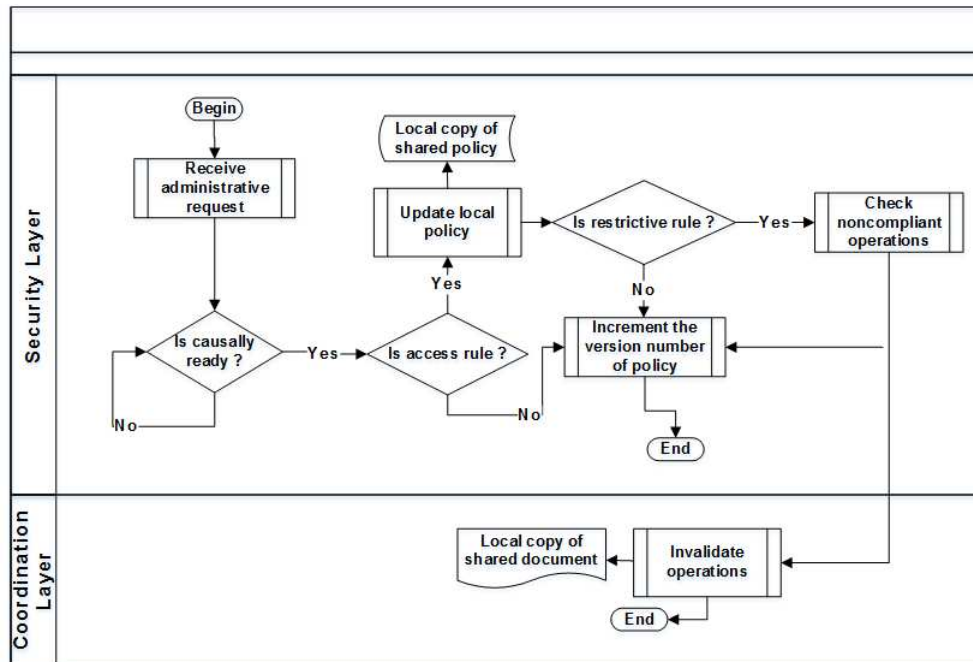 Security Layer
Begin
Receive
administrative
request
Is causally
ready ?
No
Yes
Is access rule ?
Yes
No
Update local
policy
Local copy of
shared policy
Is restrictive rule ?
Yes
No
Check
noncompliant
operations
Increment the
version number
of policy
End
Coordination
Layer
Local copy of
shared document
Invalidate
operations
End